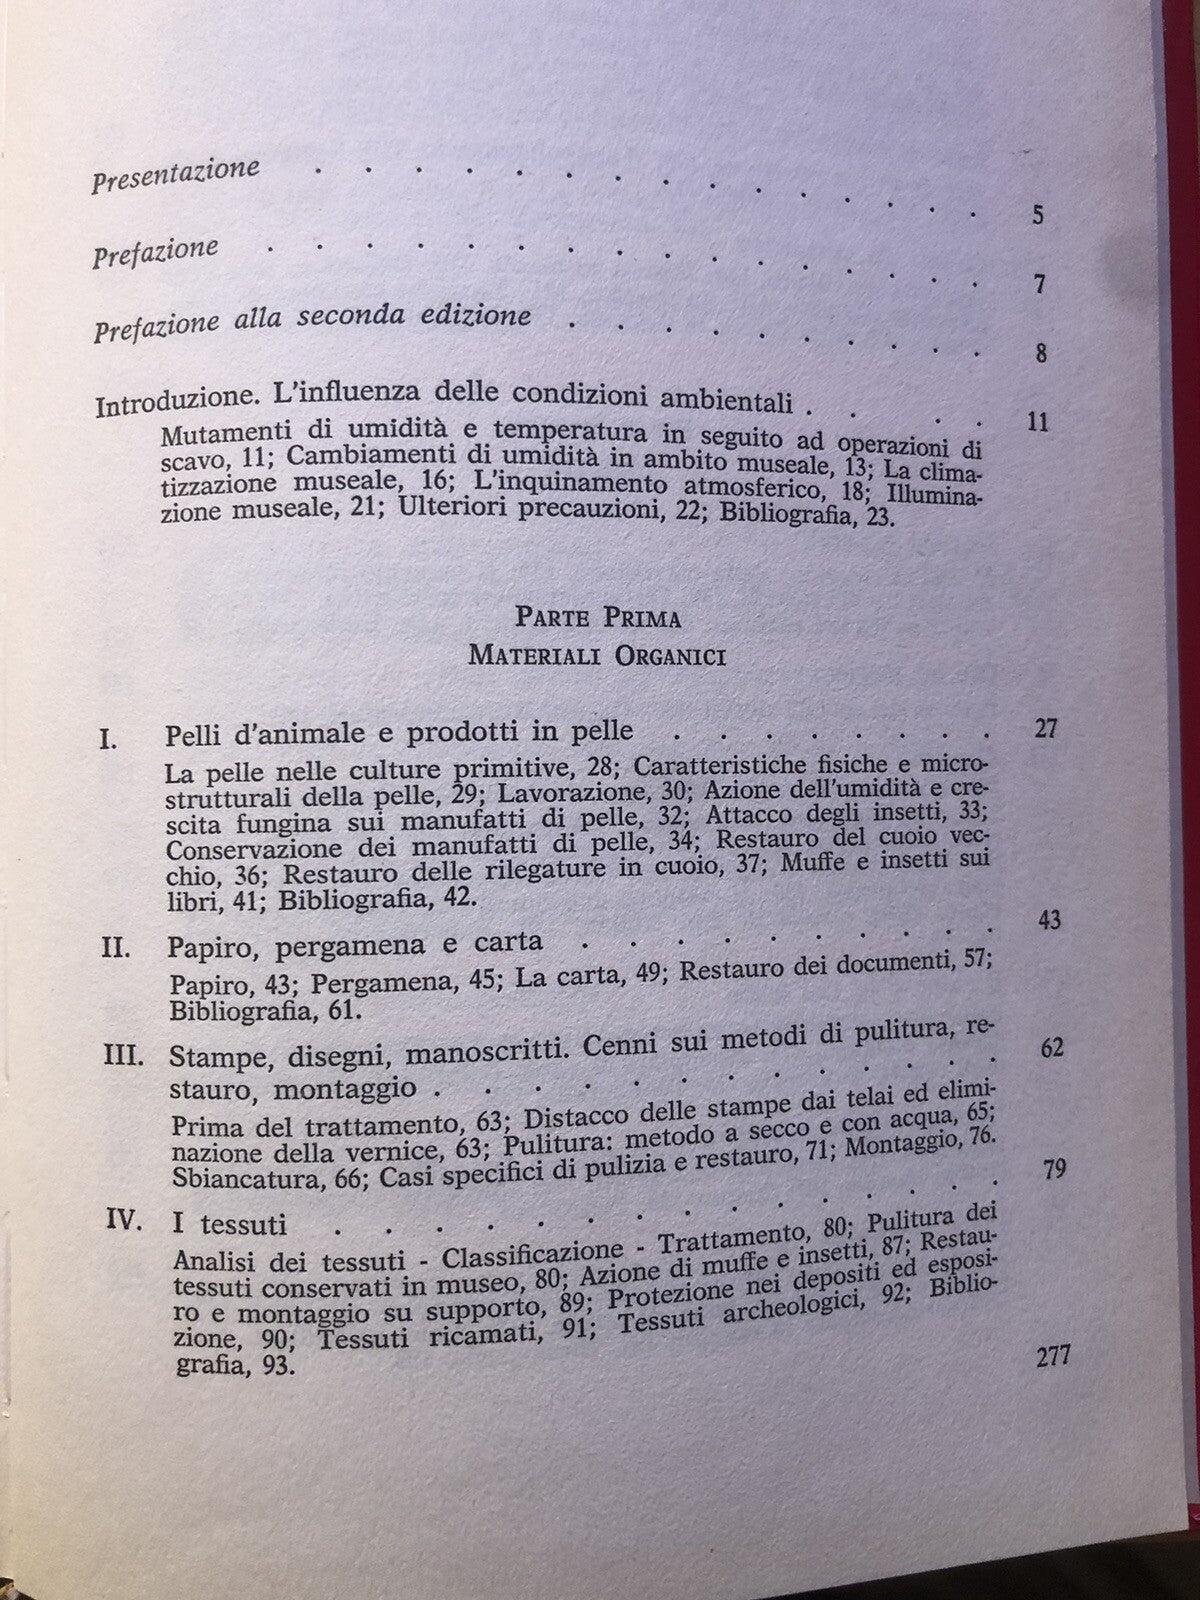 Presentazione . . . . . . . . . . . . . . 5
Prefazione . . . . . . . . . . . . . . . 7
Prefazione alla seconda edizione . . . . . . . . . 8
Introduzione. L'influenza delle condizioni ambientali . . . . 11
Mutamenti di umidità e temperatura in seguito ad operazioni di
scavo, 11; Cambiamenti di umidità in ambito museale, 13; La clima-
tizzazione museale, 16; L'inquinamento atmosferico, 18; Illumina-
zione museale, 21; Ulteriori precauzioni, 22; Bibliografia, 23.
PARTE PRIMA
MATERIALI ORGANICI
I. Pelli d'animale e prodotti in pelle . . . . . . . . 27
La pelle nelle culture primitive, 28; Caratteristiche fisiche e micro-
strutturali della pelle, 29; Lavorazione, 30; Azione dell'umidità e cre-
scita fungina sui manufatti di pelle, 32; Attacco degli insetti, 33;
Conservazione dei manufatti di pelle, 34; Restauro del cuoio vec-
chio, 36; Restauro delle rilegature in cuoio, 37; Muffe e insetti sui
libri, 41; Bibliografia, 42.
II. Papiro, pergamena e carta . . . . . . . . . . 43
Papiro, 43; Pergamena, 45; La carta, 49; Restauro dei documenti, 57;
Bibliografia, 61.
III. Stampe, disegni, manoscritti. Cenni sui metodi di pulitura, re-
stauro, montaggio . . . . . . . . . . . . 62
Prima del trattamento, 63; Distacco delle stampe dai telai ed elimi-
nazione della vernice, 63; Pulitura: metodo a secco e con acqua, 65;
Sbiancatura, 66; Casi specifici di pulizia e restauro, 71; Montaggio, 76.
IV. I tessuti . . . . . . . . . . . . . . 79
Analisi dei tessuti - Classificazione - Trattamento, 80; Pulitura dei
tessuti conservati in museo, 80; Azione di muffe e insetti, 87; Restau-
ro e montaggio su supporto, 89; Protezione nei depositi ed esposi-
zione, 90; Tessuti ricamati, 91; Tessuti archeologici, 92; Biblio-
grafia, 93.
277